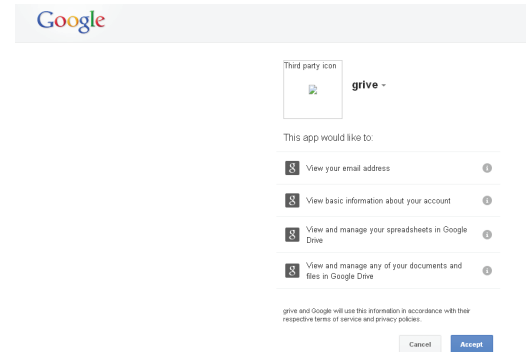 Google
Third party icon
grive
This app would like to:
View your email address
View basic information about your account
View and manage your spreadsheets in Google
Drive
View and manage any of your documents and
files in Google Drive
grive and Google will use this information in accordance with their
respective terms of service and privacy policies.
Cancel Accept